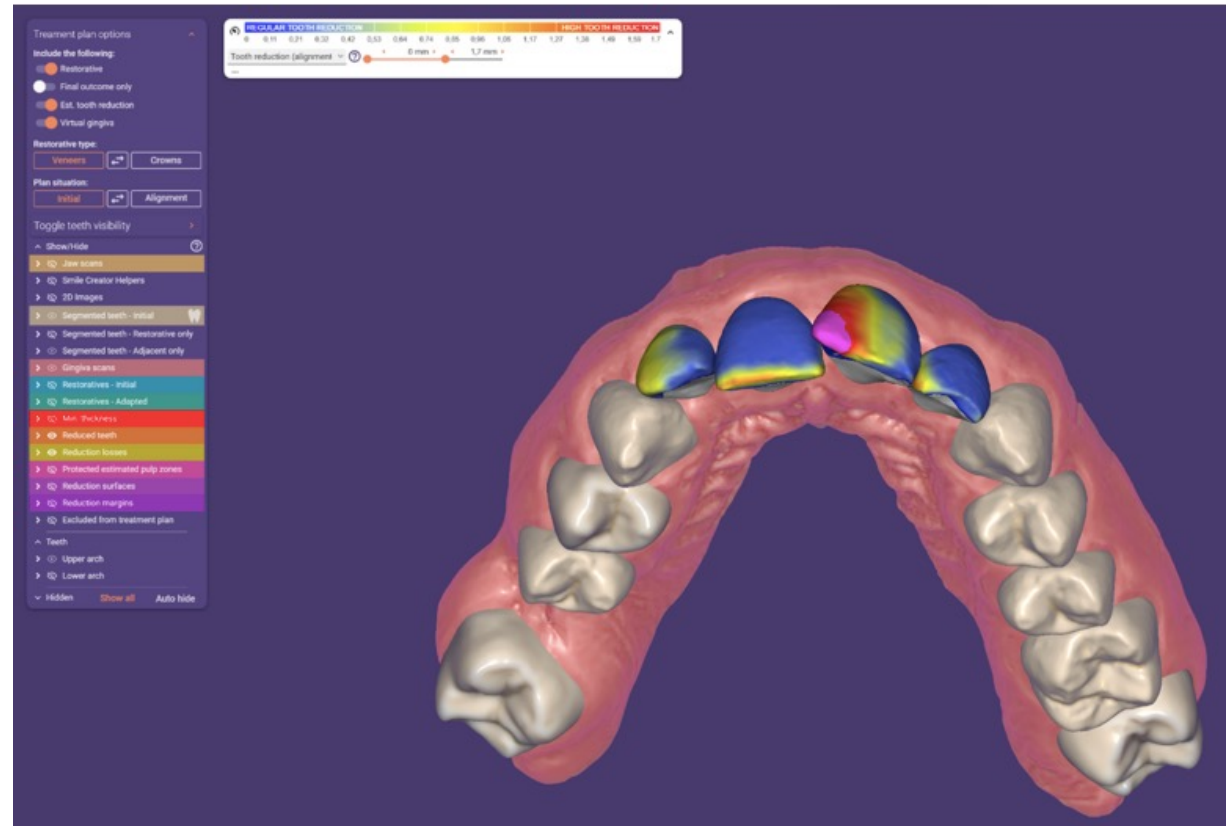 Treament plan options
Include the following:
Restorative
Final outcome only
Est. tooth reduction
Virtual gingiva
Restorative type:
Veneers Crowns
Plan situation:
Initial Alignment
Toggle teeth visibility
Show/Hide
Jaw scans
Smile Creator Helpers
2D Images
Segmented teeth - Initial
Segmented teeth - Restorative only
Segmented teeth - Adjacent only
Gingiva scans
Restoratives - Initial
Restoratives - Adapted
Min. thickness
Reduced teeth
Reduction losses
Protected estimated pulp zones
Reduction surfaces
Reduction margins
Excluded from treatment plan
Teeth
Upper arch
Lower arch
Hidden Show all Auto hide
REGULAR TOOTH REDUCTION HIGH TOOTH REDUCTION
0 0,11 0,21 0,32 0,42 0,53 0,64 0,74 0,85 0,96 1,06 1,17 1,27 1,38 1,49 1,59 1.7
Tooth reduction (alignment 0 mm 1,7 mm